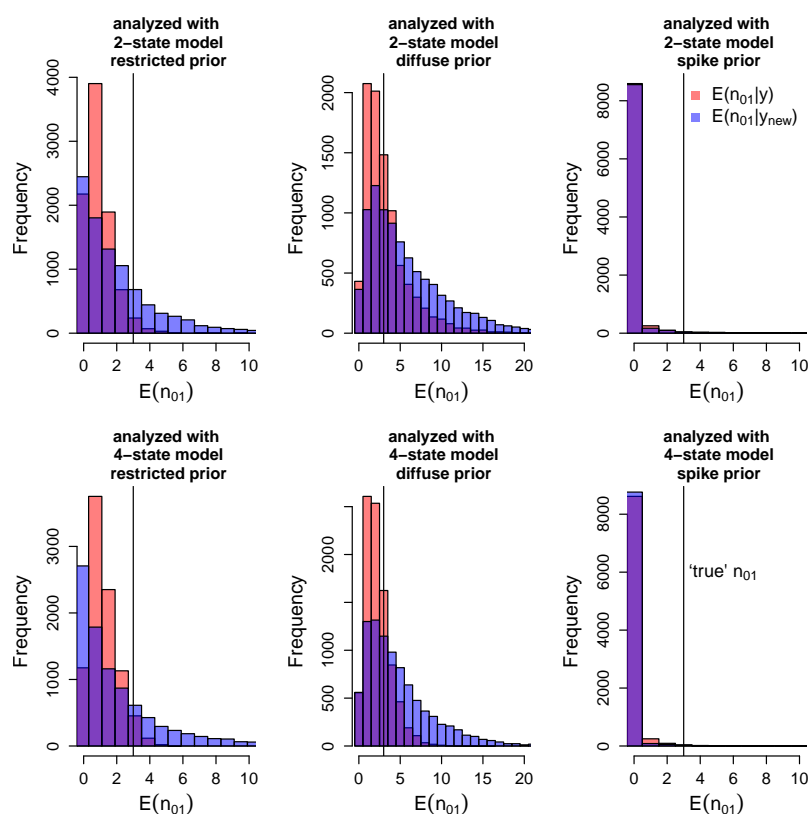 analyzed with
2−state model
restricted prior
Frequency
0 1000 2000 3000 4000
0 2 4 6 8 10
E(n01)
analyzed with
2−state model
diffuse prior
Frequency
0 500 1000 1500 2000
0 5 10 15 20
E(n01)
analyzed with
2−state model
spike prior
E(n01|y)
E(n01|ynew)
Frequency
0 2000 4000 6000 8000
0 2 4 6 8 10
E(n01)
analyzed with
4−state model
restricted prior
Frequency
0 1000 2000 3000
0 2 4 6 8 10
E(n01)
analyzed with
4−state model
diffuse prior
Frequency
0 500 1000 2000
0 5 10 15 20
E(n01)
analyzed with
4−state model
spike prior
‘true’ n01
Frequency
0 2000 4000 6000 8000
0 2 4 6 8 10
E(n01)